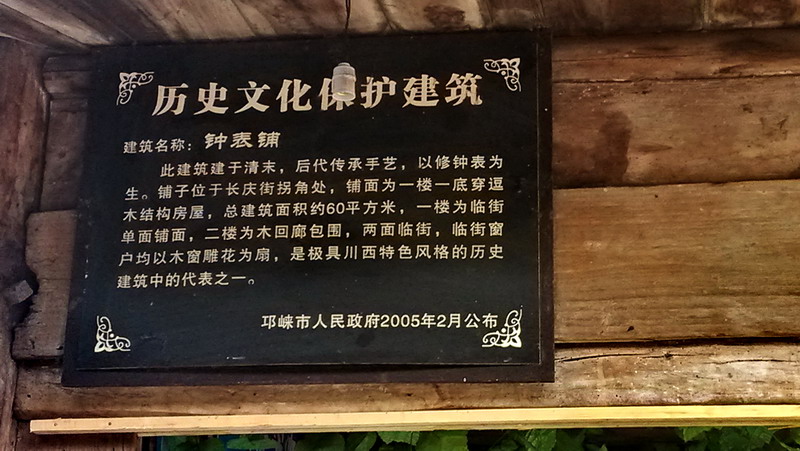 历史文化保护建筑
建筑名称：钟表铺
此建筑建于清末，后代传承手艺，以修钟表为
生。铺子位于长庆街拐角处，铺面为一楼一底穿逗
木结构房屋，总建筑面积约60平方米，一楼为临街
单面铺面，二楼为木回廊包围，两面临街，临街窗
户均以木窗雕花为扇，是极具川西特色风格的历史
建筑中的代表之一。
邛崃市人民政府2005年2月公布